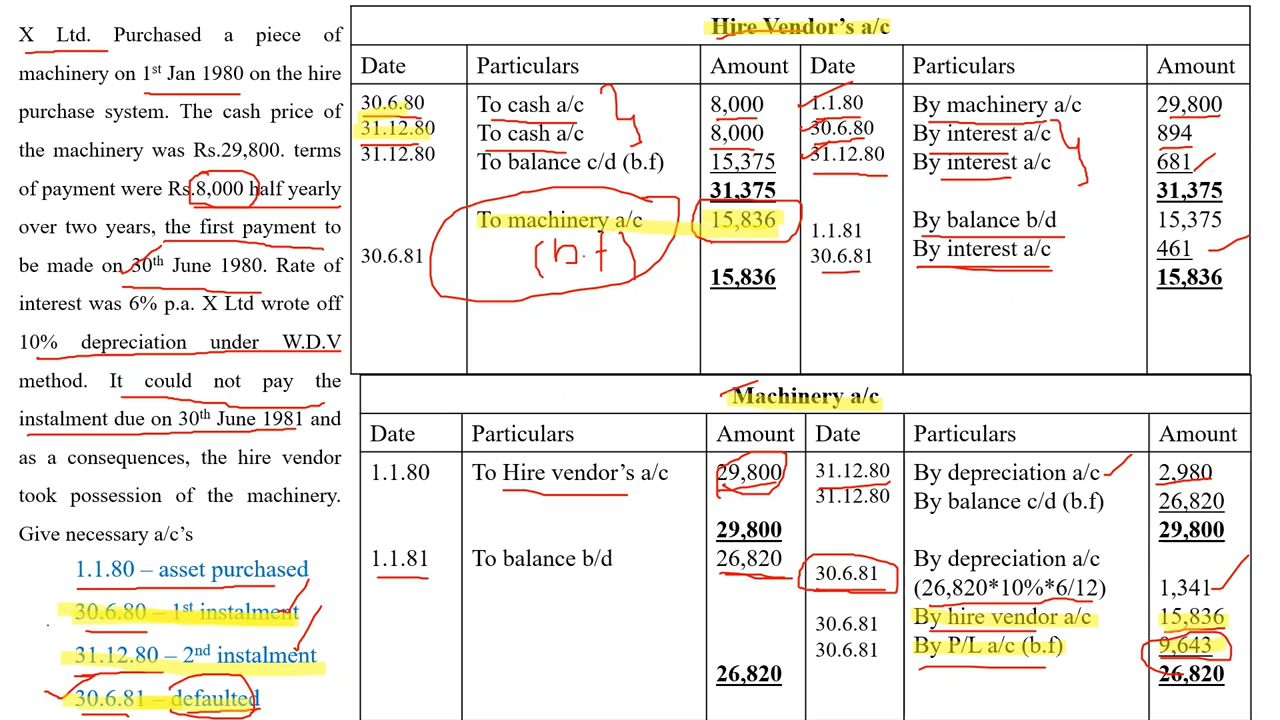 X Ltd. Purchased a piece of
machinery on 1st Jan 1980 on the hire
purchase system. The cash price of
the machinery was Rs.29,800. terms
of payment were Rs.8,000 half yearly
over two years, the first payment to
be made on 30th June 1980. Rate of
interest was 6% p.a. X Ltd wrote off
10% depreciation under W.D.V
method. It could not pay the
instalment due on 30th June 1981 and
as a consequences, the hire vendor
took possession of the machinery.
Give necessary a/c's
1.1.80 – asset purchased
30.6.80 – 1st instalment
31.12.80 – 2nd instalment
30.6.81 – defaulted
Hire Vendor's a/c
Date Particulars Amount Date Particulars Amount
30.6.80 To cash a/c 8,000 1.1.80 By machinery a/c 29,800
31.12.80 To cash a/c 8,000 30.6.80 By interest a/c 894
31.12.80 To balance c/d (b.f) 15,375 31.12.80 By interest a/c 681
31,375 31,375
To machinery a/c 15,836 1.1.81 By balance b/d 15,375
30.6.81 (b.f) 30.6.81 By interest a/c 461
15,836 15,836
Machinery a/c
Date Particulars Amount Date Particulars Amount
1.1.80 To Hire vendor's a/c 29,800 31.12.80 By depreciation a/c 2,980
31.12.80 By balance c/d (b.f) 26,820
29,800 29,800
1.1.81 To balance b/d 26,820 30.6.81 By depreciation a/c
(26,820*10%*6/12) 1,341
30.6.81 By hire vendor a/c 15,836
30.6.81 By P/L a/c (b.f) 9,643
26,820 26,820